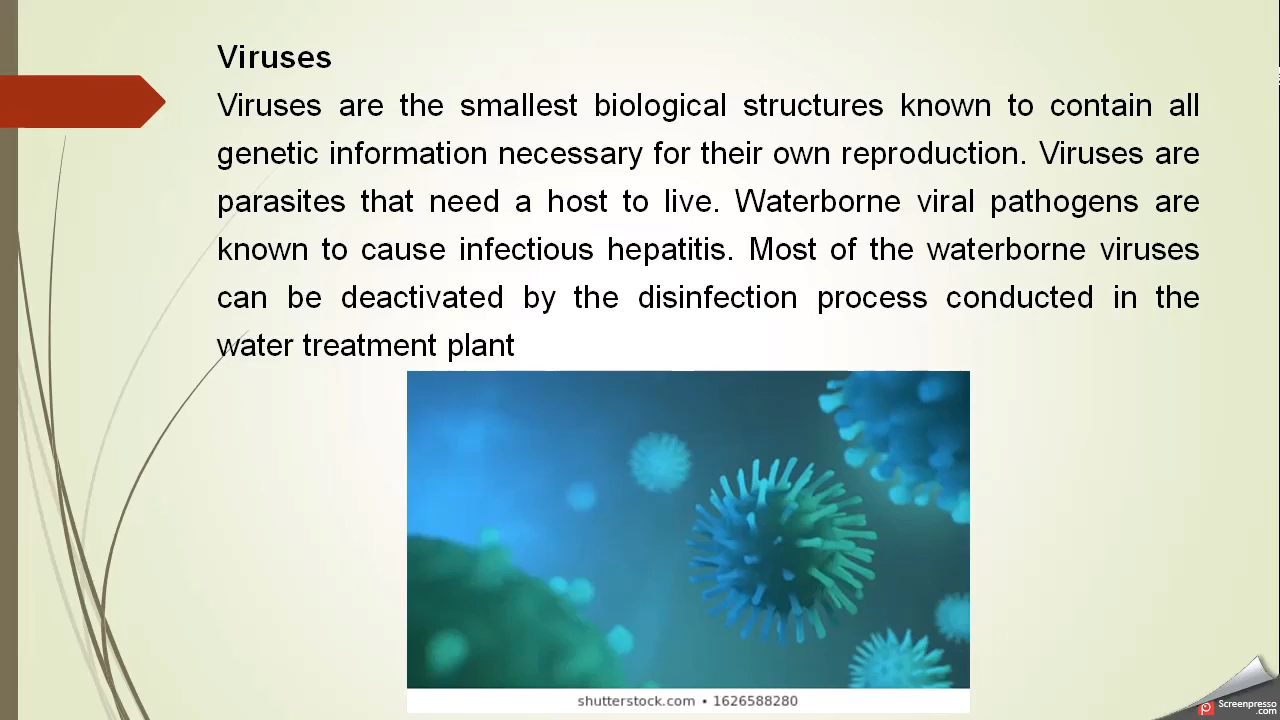 Viruses
Viruses are the smallest biological structures known to contain all
genetic information necessary for their own reproduction. Viruses are
parasites that need a host to live. Waterborne viral pathogens are
known to cause infectious hepatitis. Most of the waterborne viruses
can be deactivated by the disinfection process conducted in the
water treatment plant
shutterstock.com • 1626588280
Screenpresso
.com